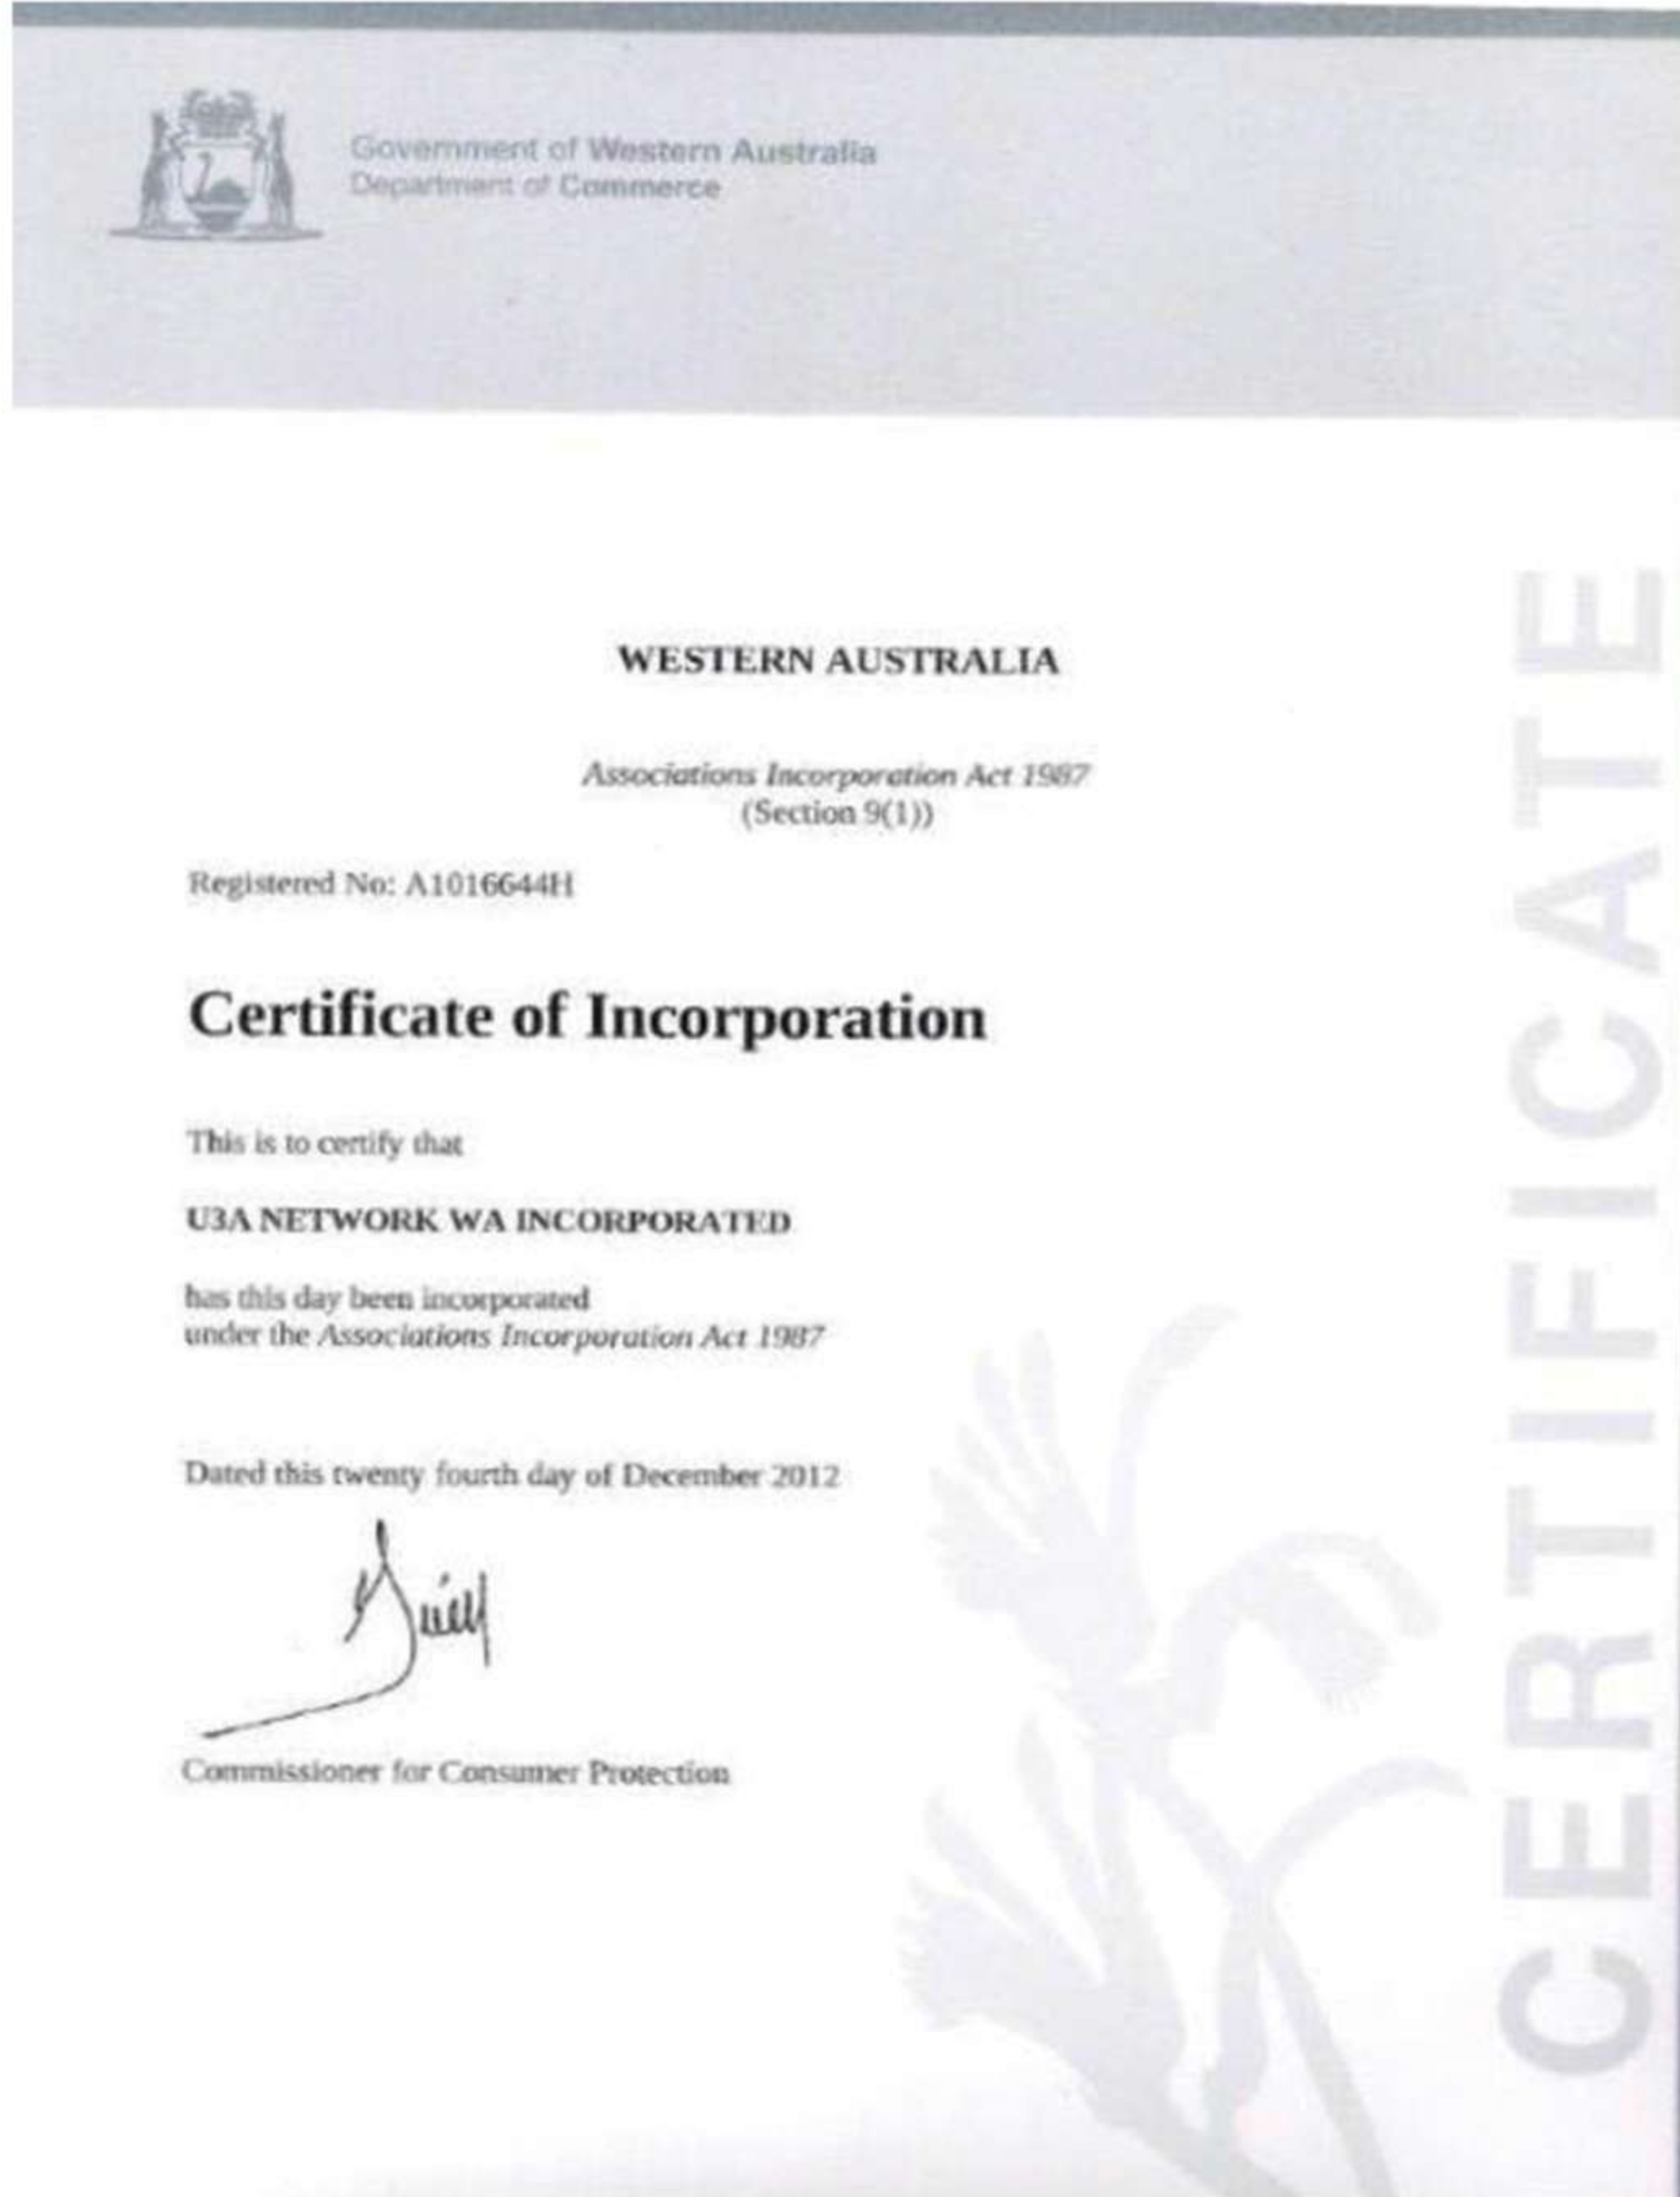 Government of Western Australia
Department of Commerce
WESTERN AUSTRALIA
Associations Incorporation Act 1987
(Section 9(1))
Registered No: A1016644H
Certificate of Incorporation
This is to certify that
U3A NETWORK WA INCORPORATED
has this day been incorporated
under the Associations Incorporation Act 1987
Dated this twenty fourth day of December 2012
Commissioner for Consumer Protection
CERTIFICATE